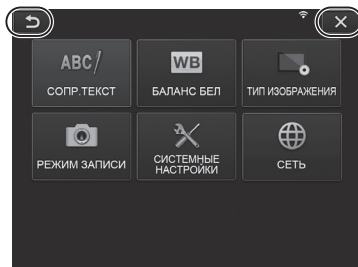 ABC/
WB
СОПР.ТЕКСТ
БАЛАНС БЕЛ
ТИП ИЗОБРАЖЕНИЯ
РЕЖИМ ЗАПИСИ
СИСТЕМНЫЕ
НАСТРОЙКИ
СЕТЬ